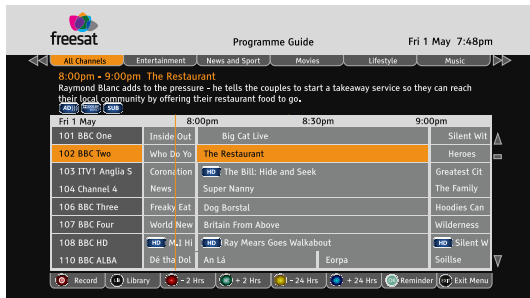 freesat
Programme Guide
Fri 1 May 7:48pm
All Channels Entertainment News and Sport Movies Lifestyle Music
8:00pm - 9:00pm The Restaurant
Raymond Blanc adds to the pressure - he tells the couples to start a takeaway service so they can reach
their local community by offering their restaurant food to go.
AD SUB
Fri 1 May 8:00pm 8:30pm 9:00pm
101 BBC One Inside Out Big Cat Live Silent Wit
102 BBC Two Who Do Yo The Restaurant Heroes
103 ITV1 Anglia S Coronation HD The Bill: Hide and Seek Greatest Cit
104 Channel 4 News Super Nanny The Family
106 BBC Three Freaky Eat Dog Borstal Hoodies Can
107 BBC Four World New Britain From Above Wilderness
108 BBC HD HD M.I Hi HD Ray Mears Goes Walkabout HD Silent W
110 BBC ALBA Dé tha Dol An Lá Eorpa Soillse
Record Library - 2 Hrs + 2 Hrs - 24 Hrs + 24 Hrs OK Reminder Exit Menu